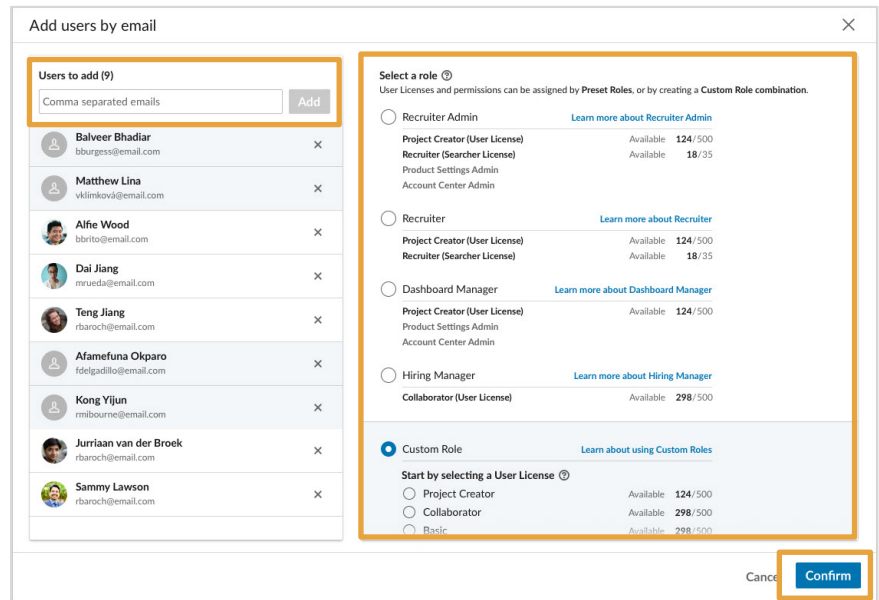 Add users by email
Users to add (9)
Comma separated emails
Add
Balveer Bhadiar
bburgess@email.com
Matthew Lina
vklímková@email.com
Alfie Wood
bbrito@email.com
Dai Jiang
mrueda@email.com
Teng Jiang
rbaroch@email.com
Afamefuna Okparo
fdelgadillo@email.com
Kong Yijun
rmibourne@email.com
Jurriaan van der Broek
rbaroch@email.com
Sammy Lawson
rbaroch@email.com
Select a role
User Licenses and permissions can be assigned by Preset Roles, or by creating a Custom Role combination.
Recruiter Admin Learn more about Recruiter Admin
Project Creator (User License) Available 124/500
Recruiter (Searcher License) Available 18/35
Product Settings Admin
Account Center Admin
Recruiter Learn more about Recruiter
Project Creator (User License) Available 124/500
Recruiter (Searcher License) Available 18/35
Dashboard Manager Learn more about Dashboard Manager
Project Creator (User License) Available 124/500
Product Settings Admin
Account Center Admin
Hiring Manager Learn more about Hiring Manager
Collaborator (User License) Available 298/500
Custom Role Learn about using Custom Roles
Start by selecting a User License
Project Creator Available 124/500
Collaborator Available 298/500
Basic Available 298/500
Cance
Confirm